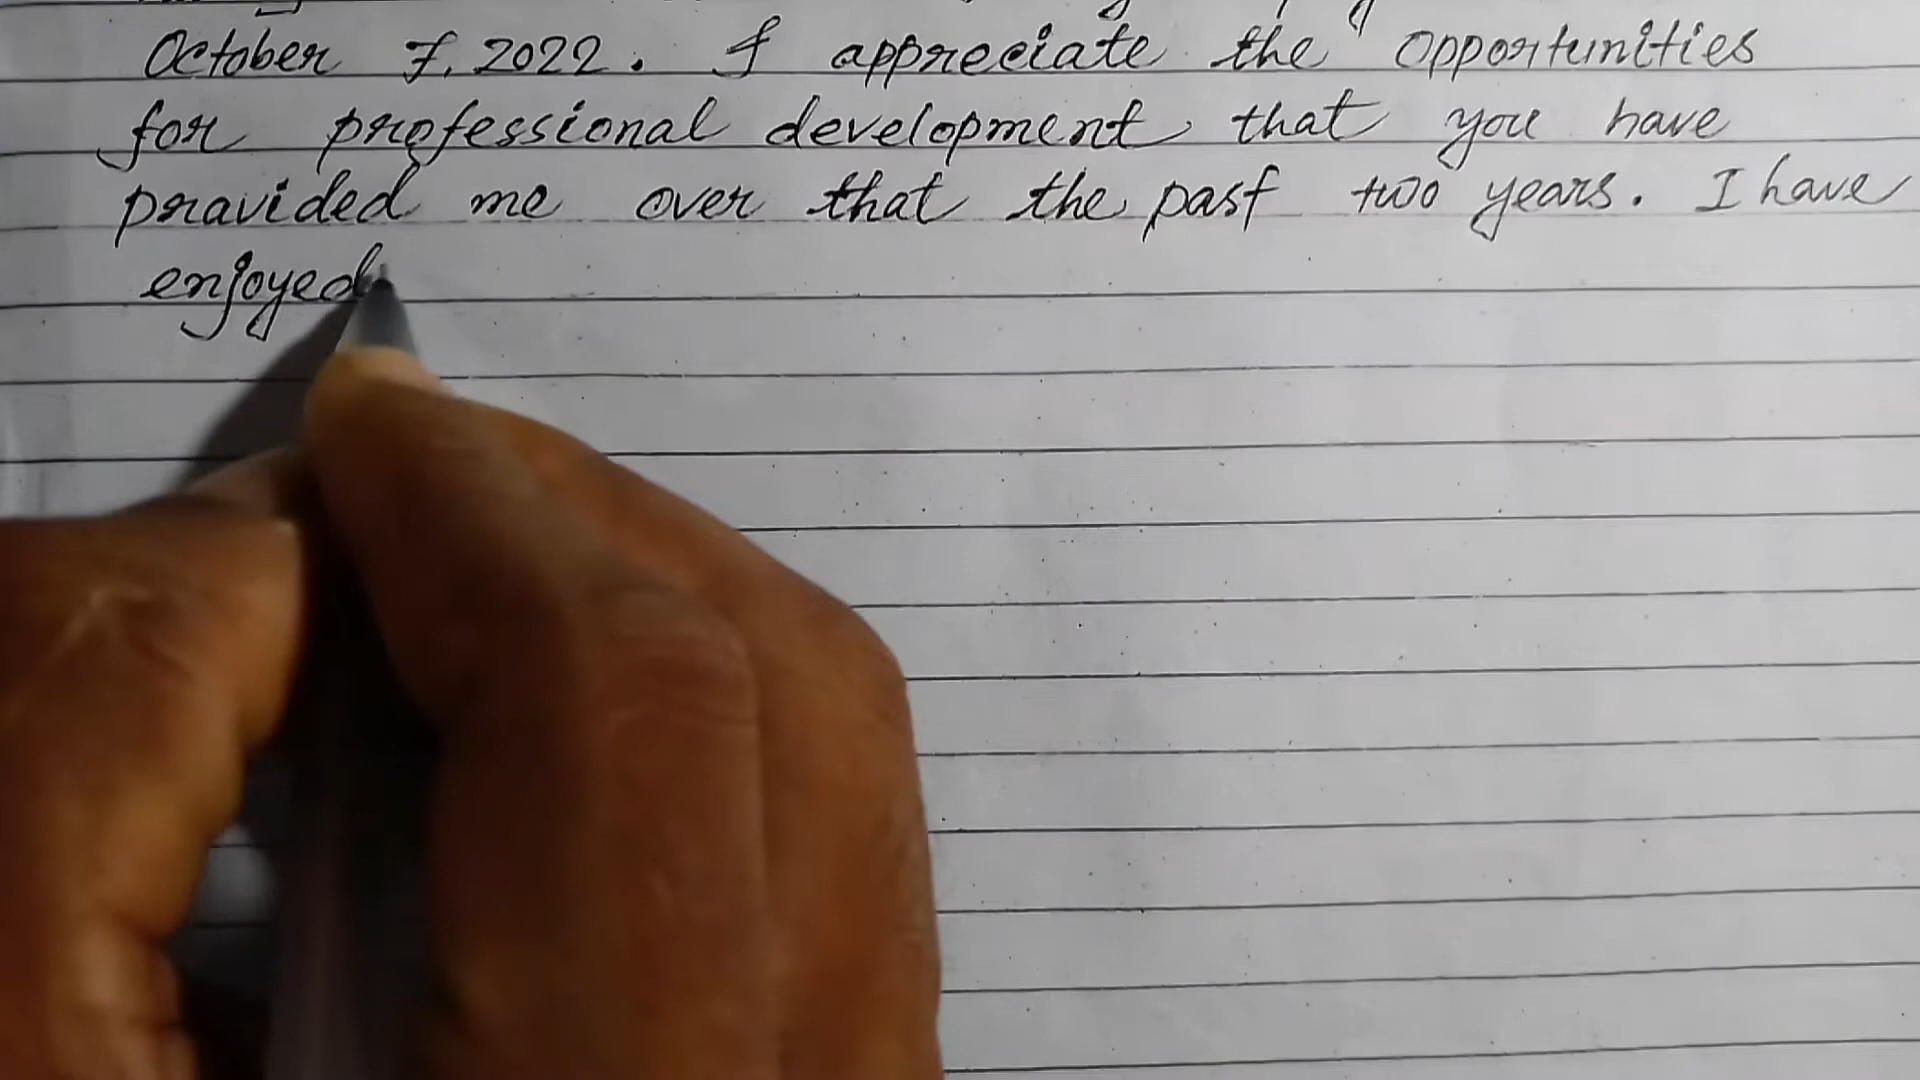 October 7, 2022. I appreciate the opportunities
for professional development that you have
pravided me over that the past two years. I have
enjoyed